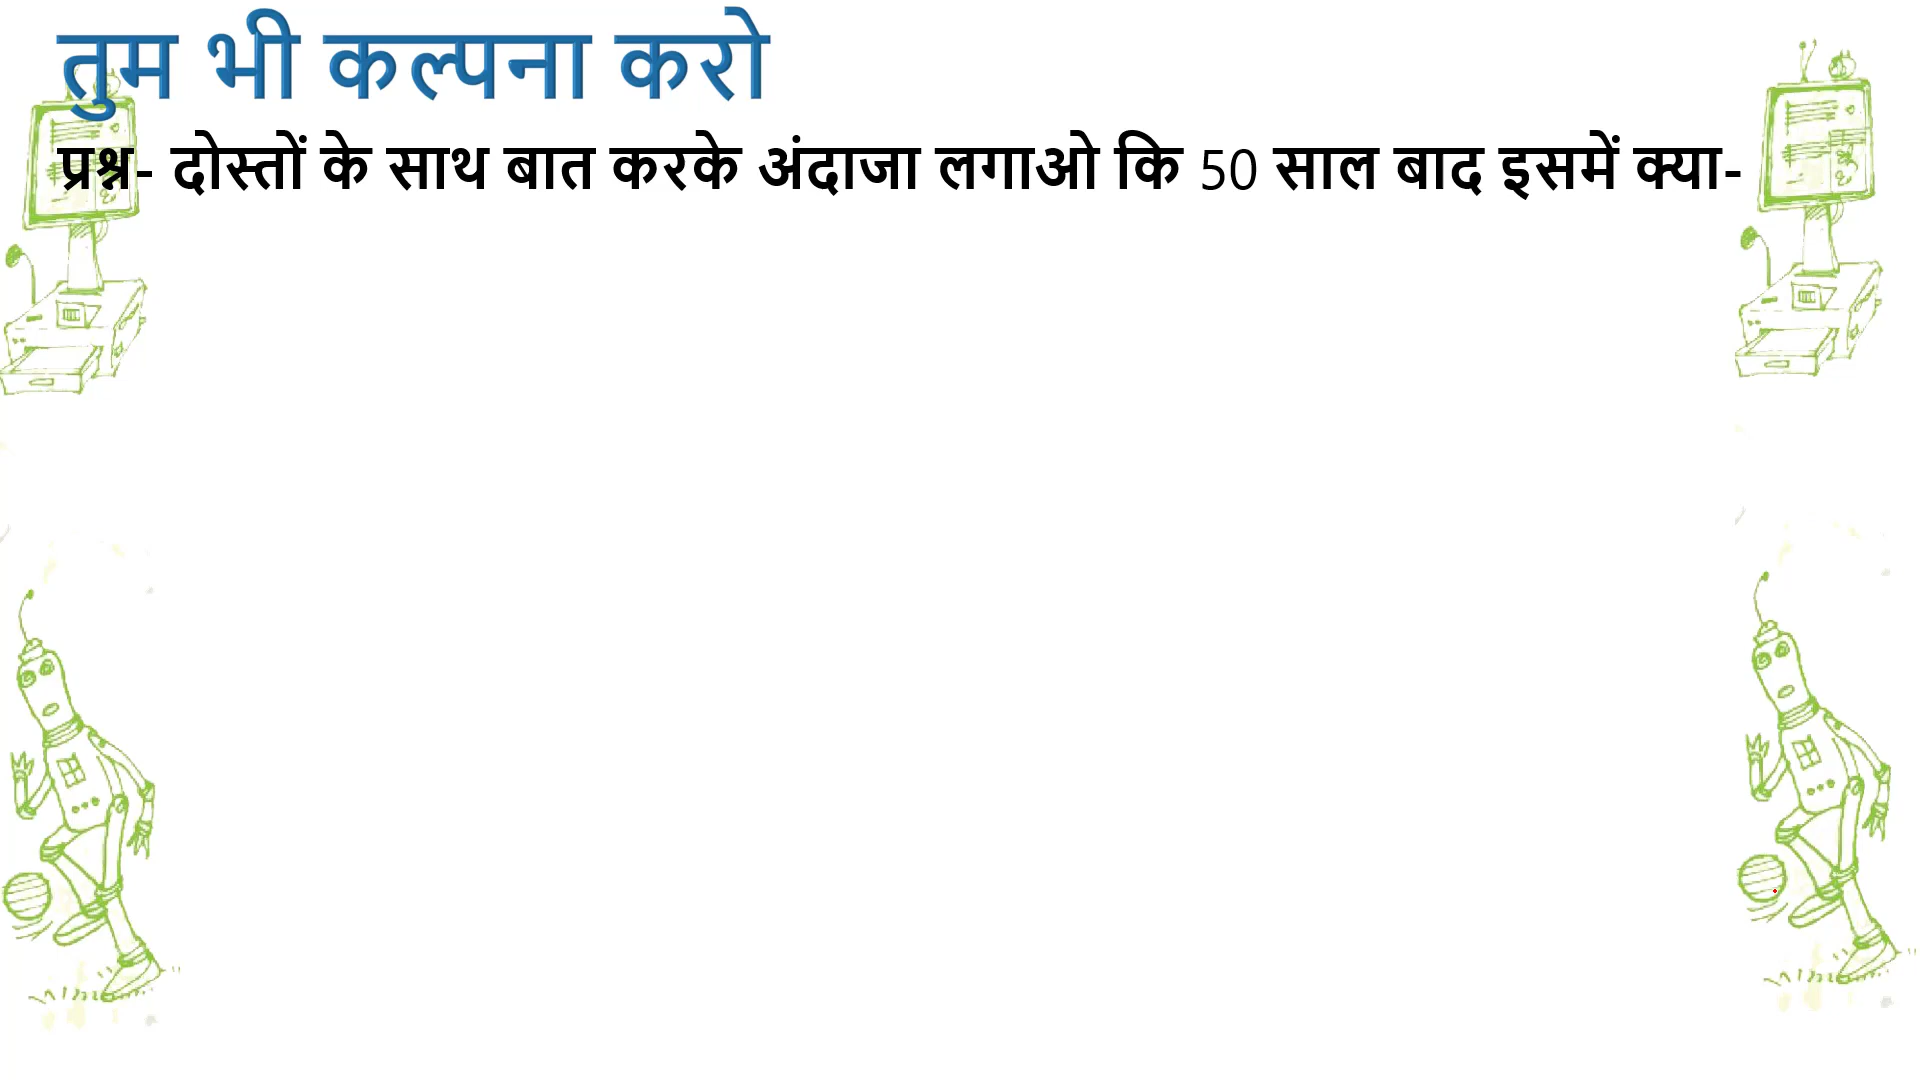 तुम भी कल्पना करो
प्रश्न- दोस्तों के साथ बात करके अंदाजा लगाओ कि 50 साल बाद इसमें क्या-